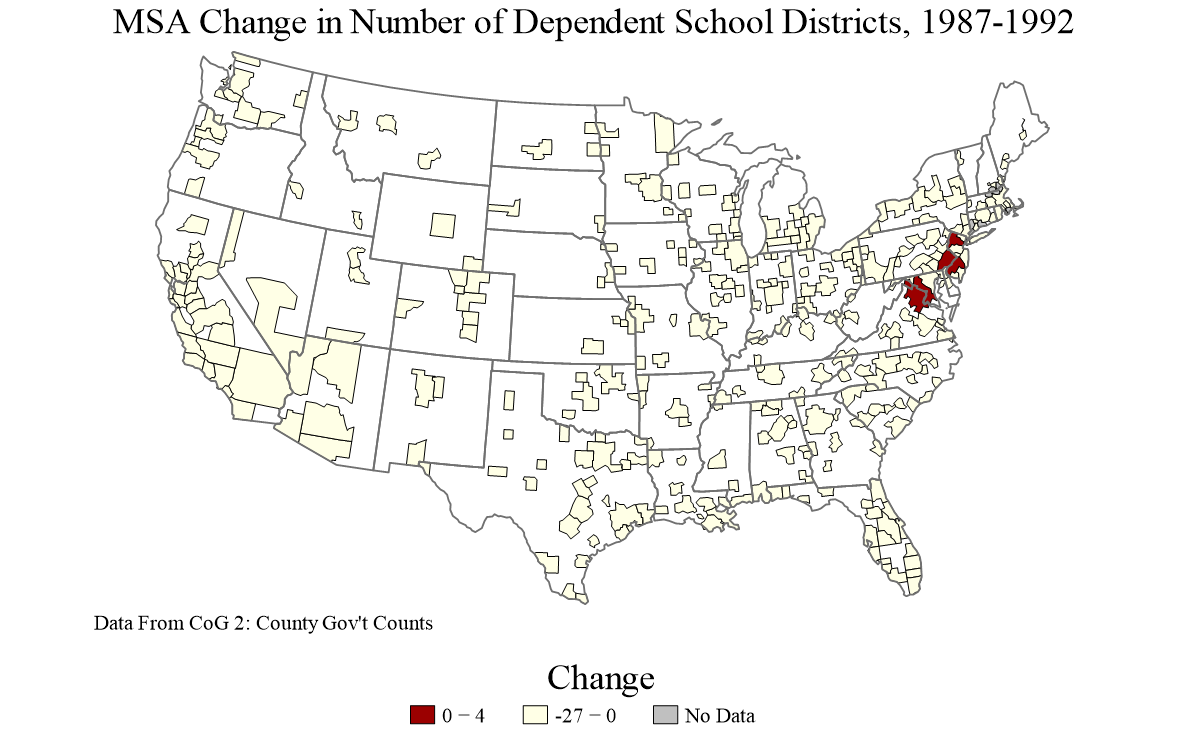 MSA Change in Number of Dependent School Districts, 1987-1992
Data From CoG 2: County Gov't Counts
Change
0 − 4
-27 − 0
No Data